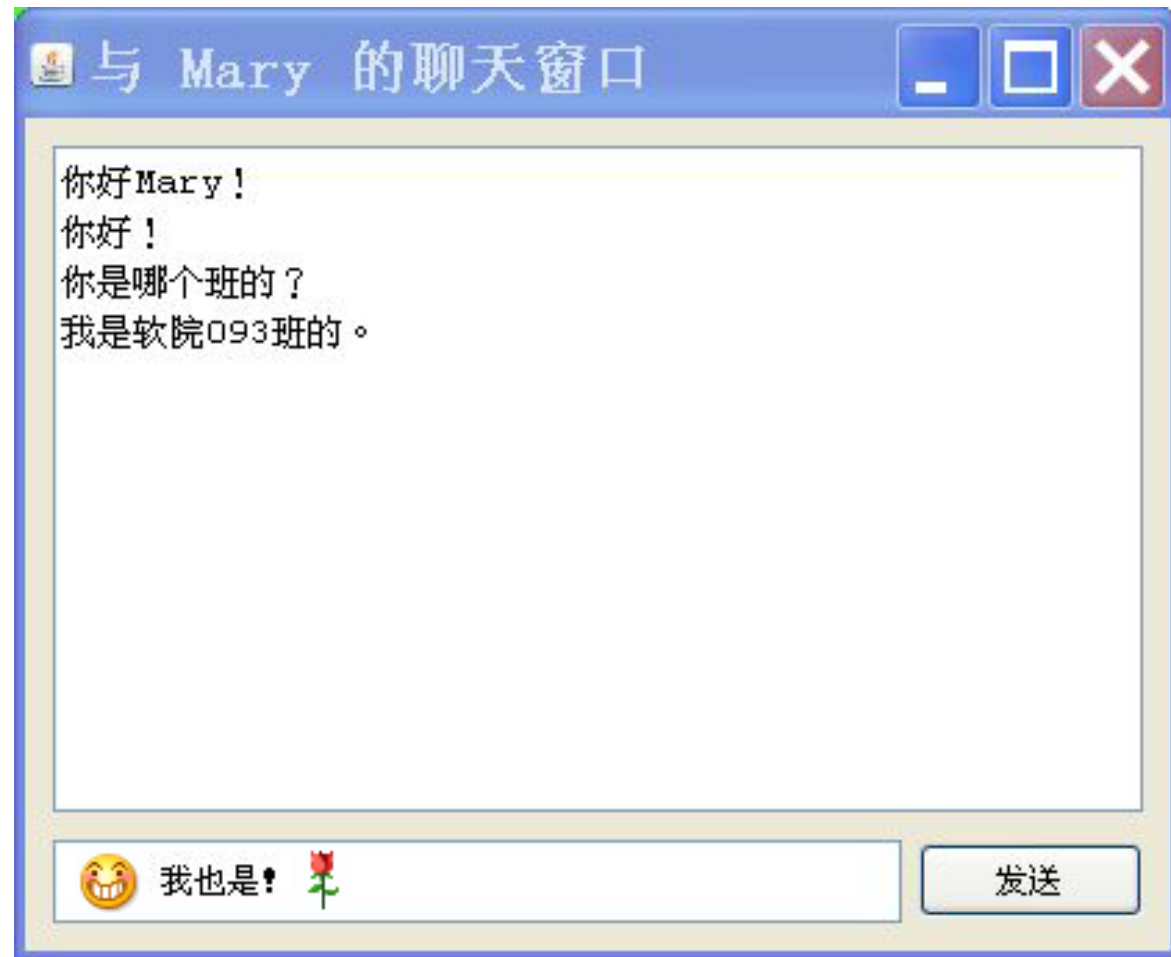 与 Mary 的聊天窗口
你好Mary！
你好！
你是哪个班的？
我是软院093班的。
我也是!
发送